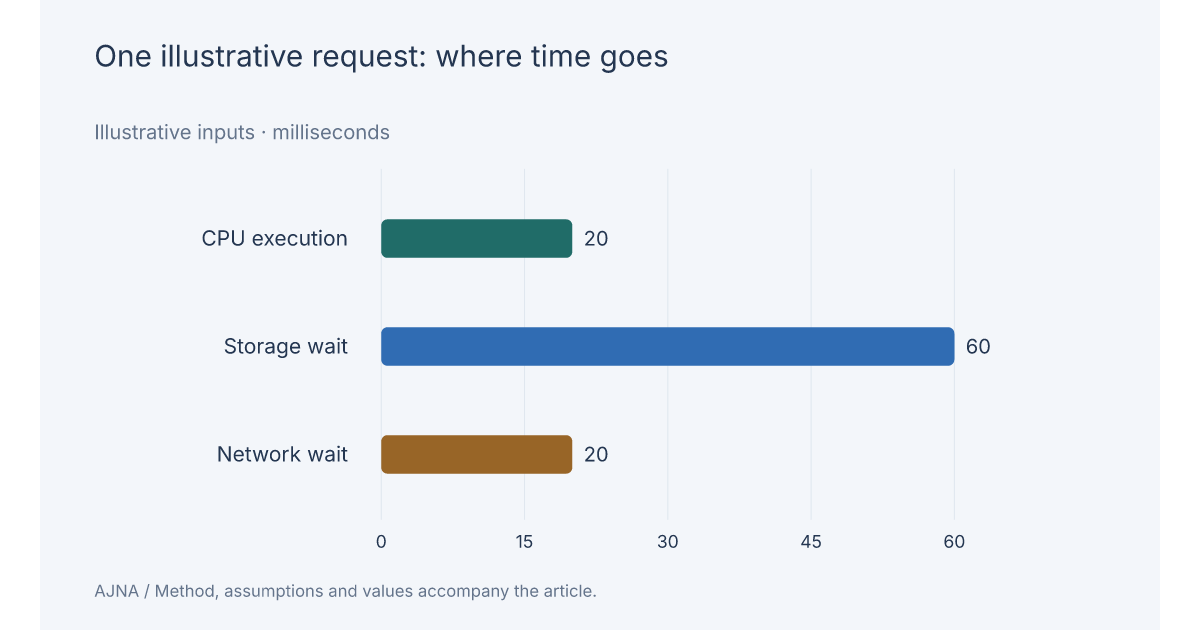 One illustrative request: where time goes
Illustrative inputs · milliseconds
CPU execution 20
Storage wait 60
Network wait 20
0 15 30 45 60
AJNA / Method, assumptions and values accompany the article.